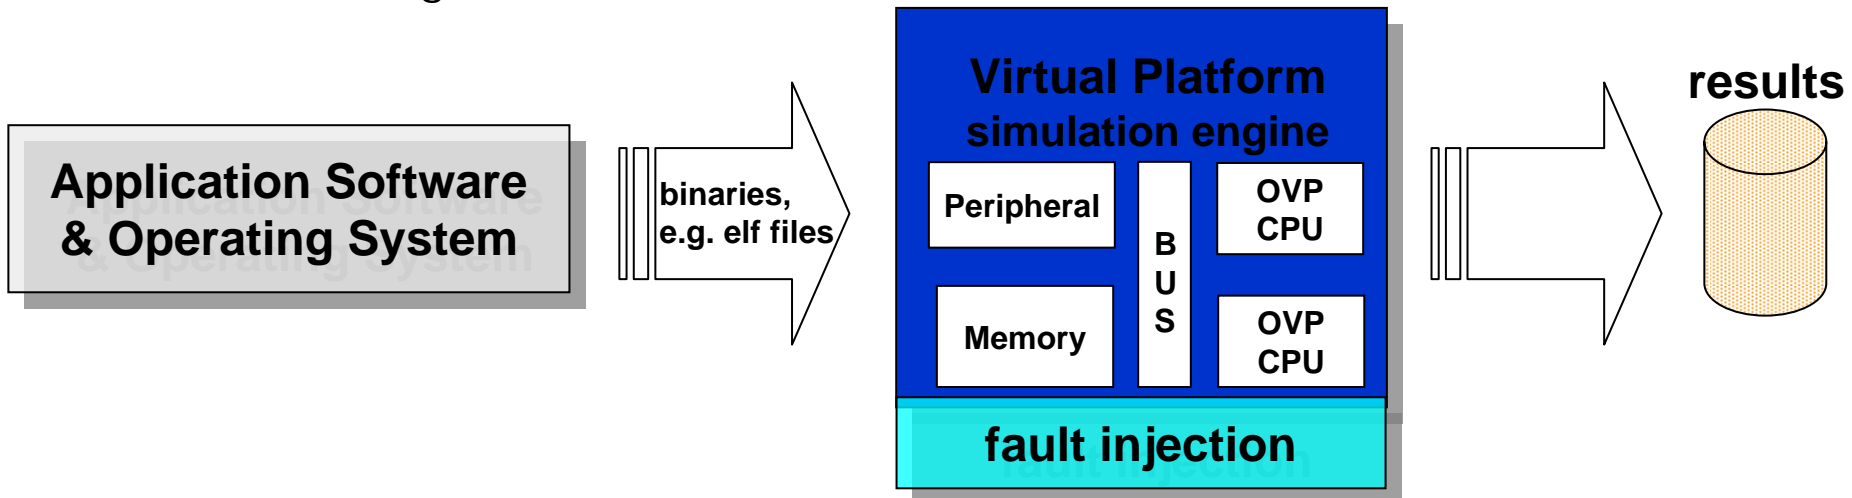 Application Software
& Operating System
binaries,
e.g. elf files
Virtual Platform
simulation engine
Peripheral
Memory
B
U
S
OVP
CPU
OVP
CPU
fault injection
results